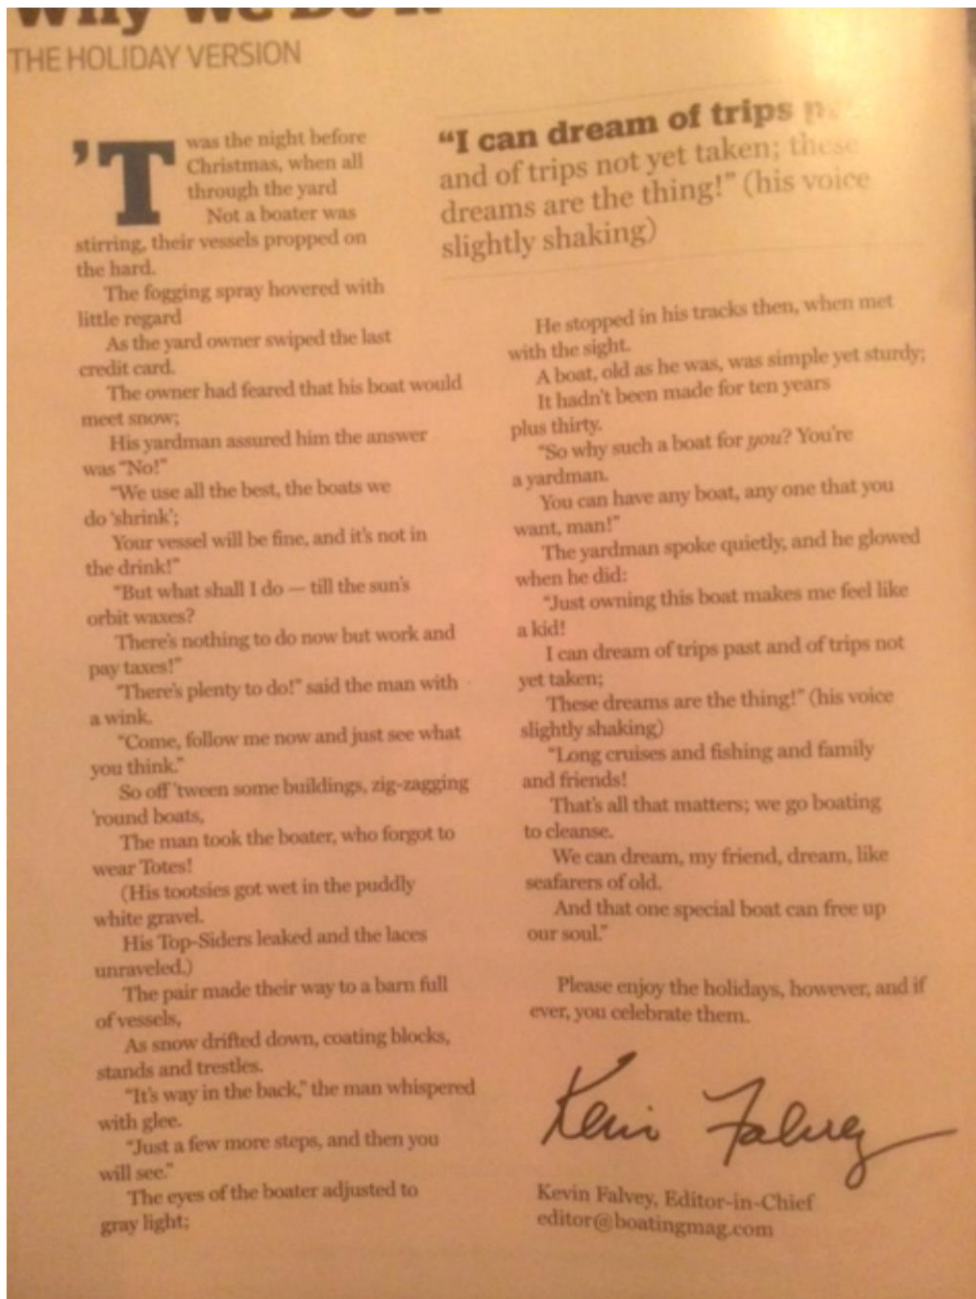 Why We Do It
THE HOLIDAY VERSION
'Twas the night before
Christmas, when all
through the yard
Not a boater was
stirring, their vessels propped on
the hard.
The fogging spray hovered with
little regard
As the yard owner swiped the last
credit card.
The owner had feared that his boat would
meet snow;
His yardman assured him the answer
was "No!"
"We use all the best, the boats we
do 'shrink';
Your vessel will be fine, and it's not in
the drink!"
"But what shall I do — till the sun's
orbit waxes?
There's nothing to do now but work and
pay taxes!"
"There's plenty to do!" said the man with
a wink.
"Come, follow me now and just see what
you think."
So off 'tween some buildings, zig-zagging
'round boats,
The man took the boater, who forgot to
wear Totes!
(His tootsies got wet in the puddly
white gravel.
His Top-Siders leaked and the laces
unraveled.)
The pair made their way to a barn full
of vessels,
As snow drifted down, coating blocks,
stands and trestles.
"It's way in the back," the man whispered
with glee.
"Just a few more steps, and then you
will see."
The eyes of the boater adjusted to
gray light;
"I can dream of trips
and of trips not yet taken; these
dreams are the thing!" (his voice
slightly shaking)
He stopped in his tracks then, when met
with the sight.
A boat, old as he was, was simple yet sturdy;
It hadn't been made for ten years
plus thirty.
"So why such a boat for you? You're
a yardman.
You can have any boat, any one that you
want, man!"
The yardman spoke quietly, and he glowed
when he did:
"Just owning this boat makes me feel like
a kid!
I can dream of trips past and of trips not
yet taken;
These dreams are the thing!" (his voice
slightly shaking)
"Long cruises and fishing and family
and friends!
That's all that matters; we go boating
to cleanse.
We can dream, my friend, dream, like
seafarers of old.
And that one special boat can free up
our soul."
Please enjoy the holidays, however, and if
ever, you celebrate them.
Kevin Falvey
Kevin Falvey, Editor-in-Chief
editor@boatingmag.com